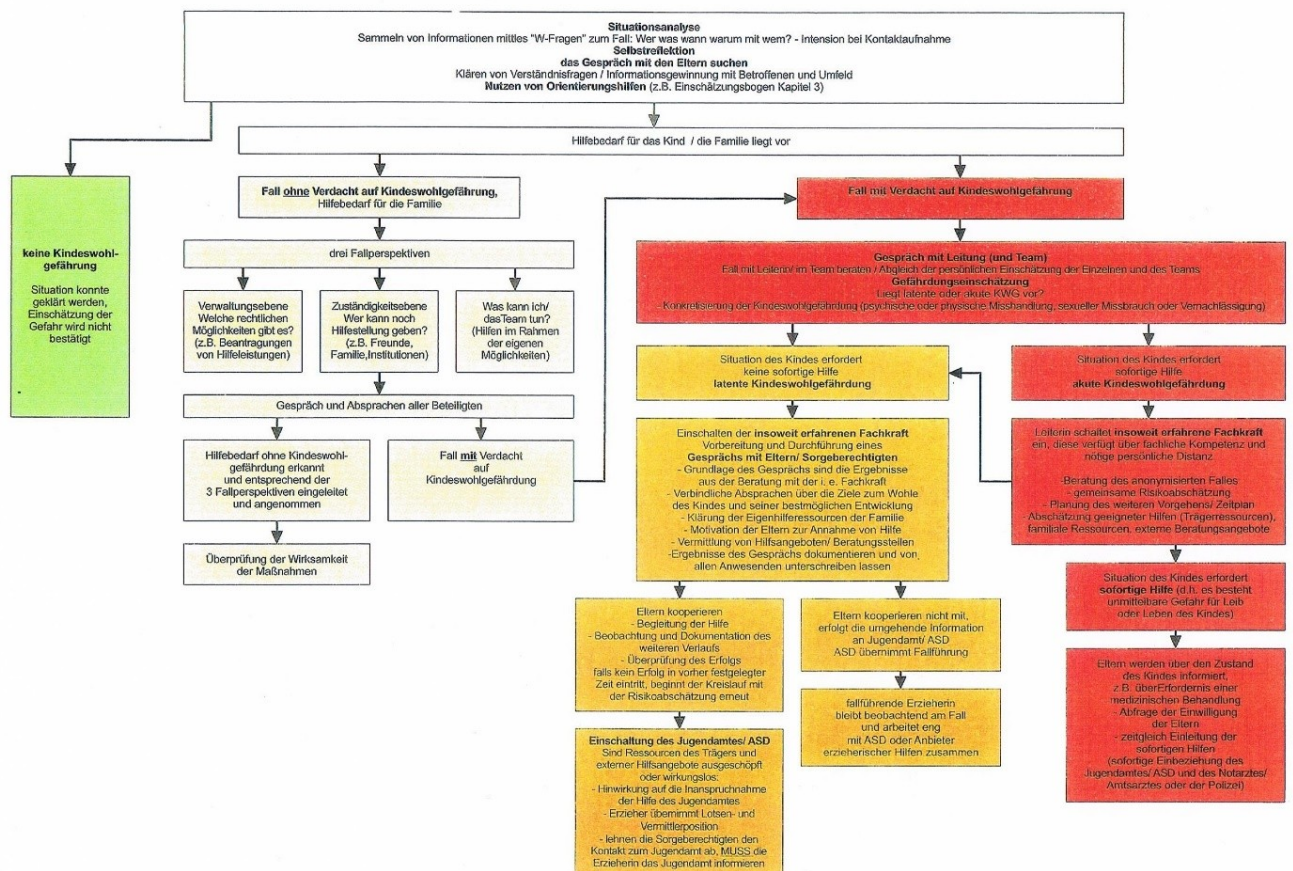 Situationsanalyse
Sammeln von Informationen mittles "W-Fragen" zum Fall: Wer was wann warum mit wem? - Intension bei Kontaktaufnahme
Selbstreflektion
das Gespräch mit den Eltern suchen
Klären von Verständnisfragen / Informationsgewinnung mit Betroffenen und Umfeld
Nutzen von Orientierungshilfen (z.B. Einschätzungsbogen Kapitel 3)
Hilfebedarf für das Kind / die Familie liegt vor
keine Kindeswohl-
gefährung
Situation konnte
geklärt werden,
Einschätzung der
Gefahr wird nicht
bestätigt
Fall ohne Verdacht auf Kindeswohlgefährung,
Hilfebedarf für die Familie
drei Fallperspektiven
Verwaltungsebene
Welche rechtlichen
Möglichkeiten gibt es?
(z.B. Beantragungen
von Hilfeleistungen)
Zuständigkeitsebene
Wer kann noch
Hilfestellung geben?
(z.B. Freunde,
Familie,Institutionen)
Was kann ich/
dasTeam tun?
(Hilfen im Rahmen
der eigenen
Möglichkeiten)
Gespräch und Absprachen aller Beteiligten
Hilfebedarf ohne Kindeswohl-
gefährdung erkannt
und entsprechend der
3 Fallperspektiven eingeleitet
und angenommen
Fall mit Verdacht
auf
Kindeswohlgefährdung
Überprüfung der Wirksamkeit
der Maßnahmen
Fall mit Verdacht auf Kindeswohlgefährung
Gespräch mit Leitung (und Team)
Fall mit Leiterin/ im Team beraten / Abgleich der persönlichen Einschätzung der Einzelnen und des Teams
Gefährdungseinschätzung
Liegt latente oder akute KWG vor?
- Konkretisierung der Kindeswohlgefährdung (psychische oder physische Misshandlung, sexueller Missbrauch oder Vernachlässigung)
Situation des Kindes erfordert
keine sofortige Hilfe
latente Kindeswohlgefährdung
Situation des Kindes erfordert
sofortige Hilfe
akute Kindeswohlgefährdung
Einschalten der insoweit erfahrenen Fachkraft
Vorbereitung und Durchführung eines
Gesprächs mit Eltern/ Sorgeberechtigten
- Grundlage des Gesprächs sind die Ergebnisse
aus der Beratung mit der i. e. Fachkraft
- Verbindliche Absprachen über die Ziele zum Wohle
des Kindes und seiner bestmöglichen Entwicklung
- Klärung der Eigenhilferessourcen der Familie
- Motivation der Eltern zur Annahme von Hilfe
- Vermittlung von Hilfsangeboten/ Beratungsstellen
-Ergebnisse des Gesprächs dokumentieren und von
allen Anwesenden unterschreiben lassen
Leiterin schaltet insoweit erfahrene Fachkraft
ein, diese verfügt über fachliche Kompetenz und
nötige persönliche Distanz
-Beratung des anonymisierten Falles
- gemeinsame Risikoabschätzung
- Planung des weiteren Vorgehens/ Zeitplan
-Abschätzung geeigneter Hilfen (Trägerressourcen),
familiale Ressourcen, externe Beratungsangebote
Eltern kooperieren
- Begleitung der Hilfe
- Beobachtung und Dokumentation des
weiteren Verlaufs
- Überprüfung des Erfolgs
falls kein Erfolg in vorher festgelegter
Zeit eintritt, beginnt der Kreislauf mit
der Risikoabschätzung erneut
Eltern kooperieren nicht mit,
erfolgt die umgehende Information
an Jugendamt/ ASD
ASD übernimmt Fallführung
Situation des Kindes erfordert
sofortige Hilfe (d.h. es besteht
unmittelbare Gefahr für Leib
oder Leben des Kindes)
fallführende Erzieherin
bleibt beobachtend am Fall
und arbeitet eng
mit ASD oder Anbieter
erzieherischer Hilfen zusammen
Eltern werden über den Zustand
des Kindes informiert,
z.B. überErfordernis einer
medizinischen Behandlung
- Abfrage der Einwilligung
der Eltern
- zeitgleich Einleitung der
sofortigen Hilfen
(sofortige Einbeziehung des
Jugendamtes/ ASD und des Notarztes/
Amtsarztes oder der Polizei)
Einschaltung des Jugendamtes/ ASD
Sind Ressourcen des Trägers und
externer Hilfsangebote ausgeschöpft
oder wirkungslos:
- Hinwirkung auf die Inanspruchnahme
der Hilfe des Jugendamtes
- Erzieher übernimmt Lotsen- und
Vermittlerposition
- lehnen die Sorgeberechtigten den
Kontakt zum Jugendamt ab, MUSS die
Erzieherin das Jugendamt informieren